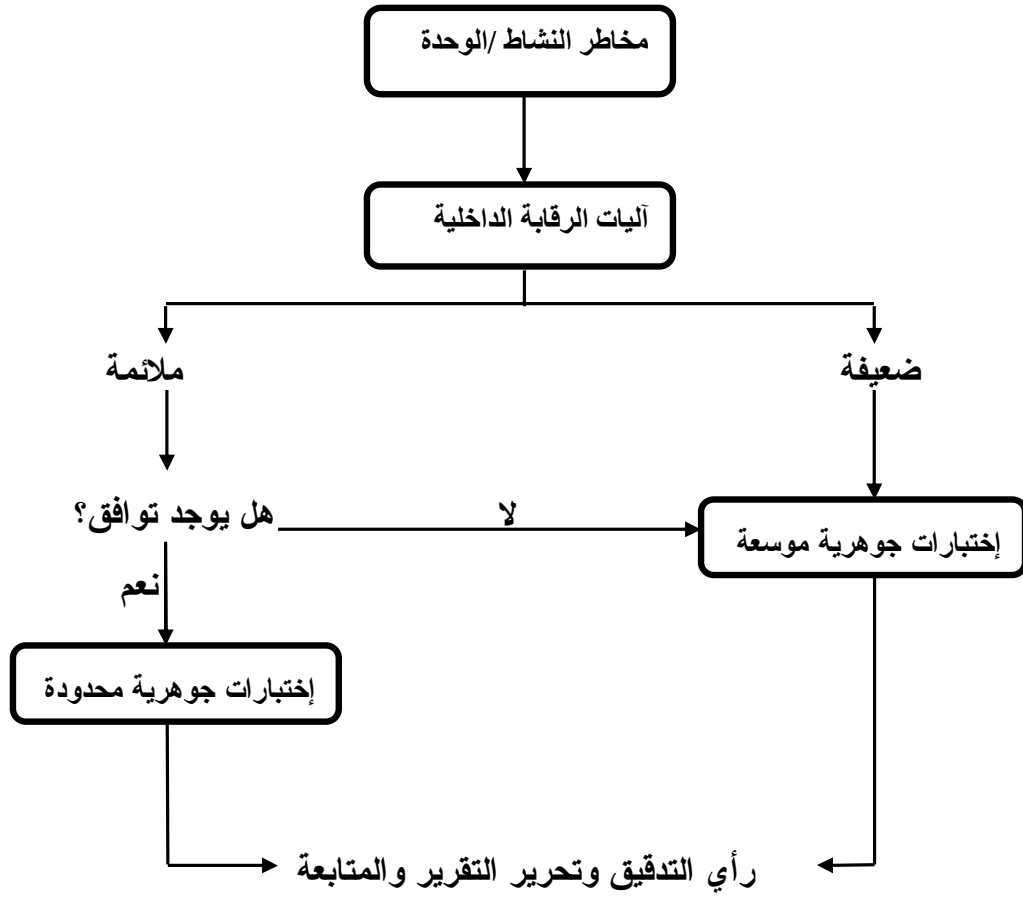 مخاطر النشاط /الوحدة
آليات الرقابة الداخلية
ضعيفة
ملائمة
هل يوجد توافق؟
لا
إختبارات جوهرية موسعة
نعم
إختبارات جوهرية محدودة
رأي التدقيق وتحرير التقرير والمتابعة